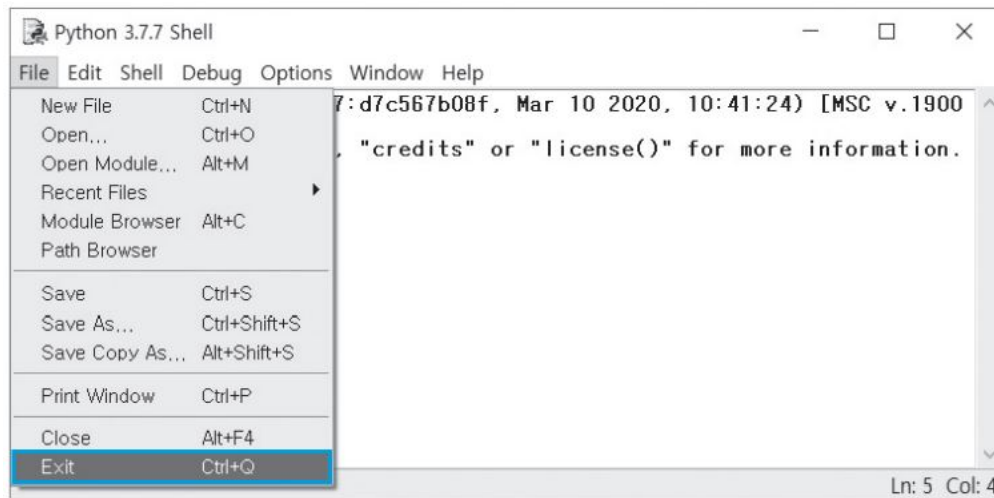 Python 3.7.7 Shell
File Edit Shell Debug Options Window Help
7:d7c567b08f, Mar 10 2020, 10:41:24) [MSC v.1900
, "credits" or "license()" for more information.
New File Ctrl+N
Open... Ctrl+O
Open Module... Alt+M
Recent Files
Module Browser Alt+C
Path Browser
Save Ctrl+S
Save As... Ctrl+Shift+S
Save Copy As... Alt+Shift+S
Print Window Ctrl+P
Close Alt+F4
Exit Ctrl+Q
Ln: 5 Col: 4